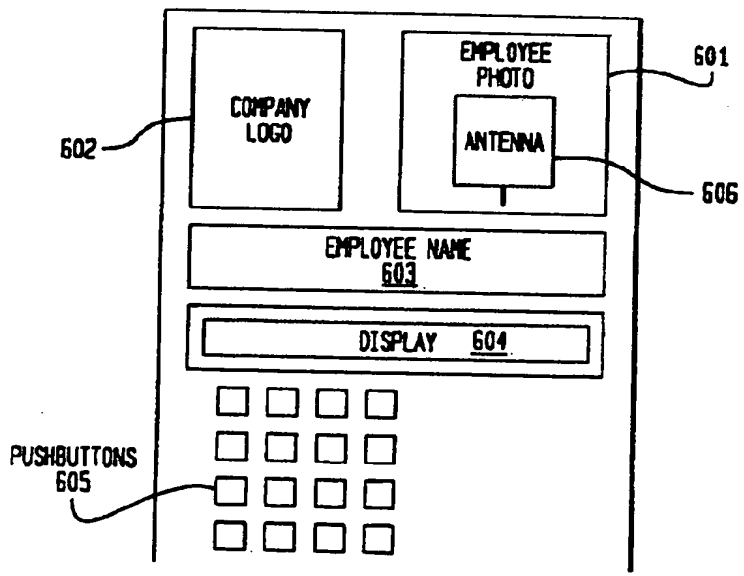 EMPLOYEE
PHOTO
601
COMPANY
LOGO
602
ANTENNA
606
EMPLOYEE NAME
603
DISPLAY 604
PUSHBUTTONS
605